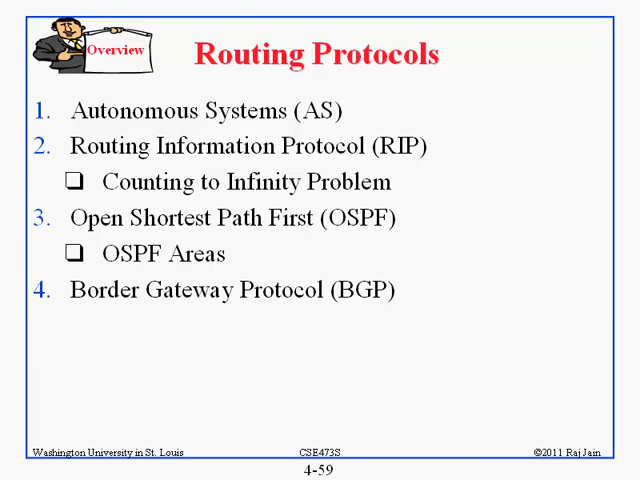 Overview
Routing Protocols
1. Autonomous Systems (AS)
2. Routing Information Protocol (RIP)
❑ Counting to Infinity Problem
3. Open Shortest Path First (OSPF)
❑ OSPF Areas
4. Border Gateway Protocol (BGP)
Washington University in St. Louis CSE473S ©2011 Raj Jain
4-59